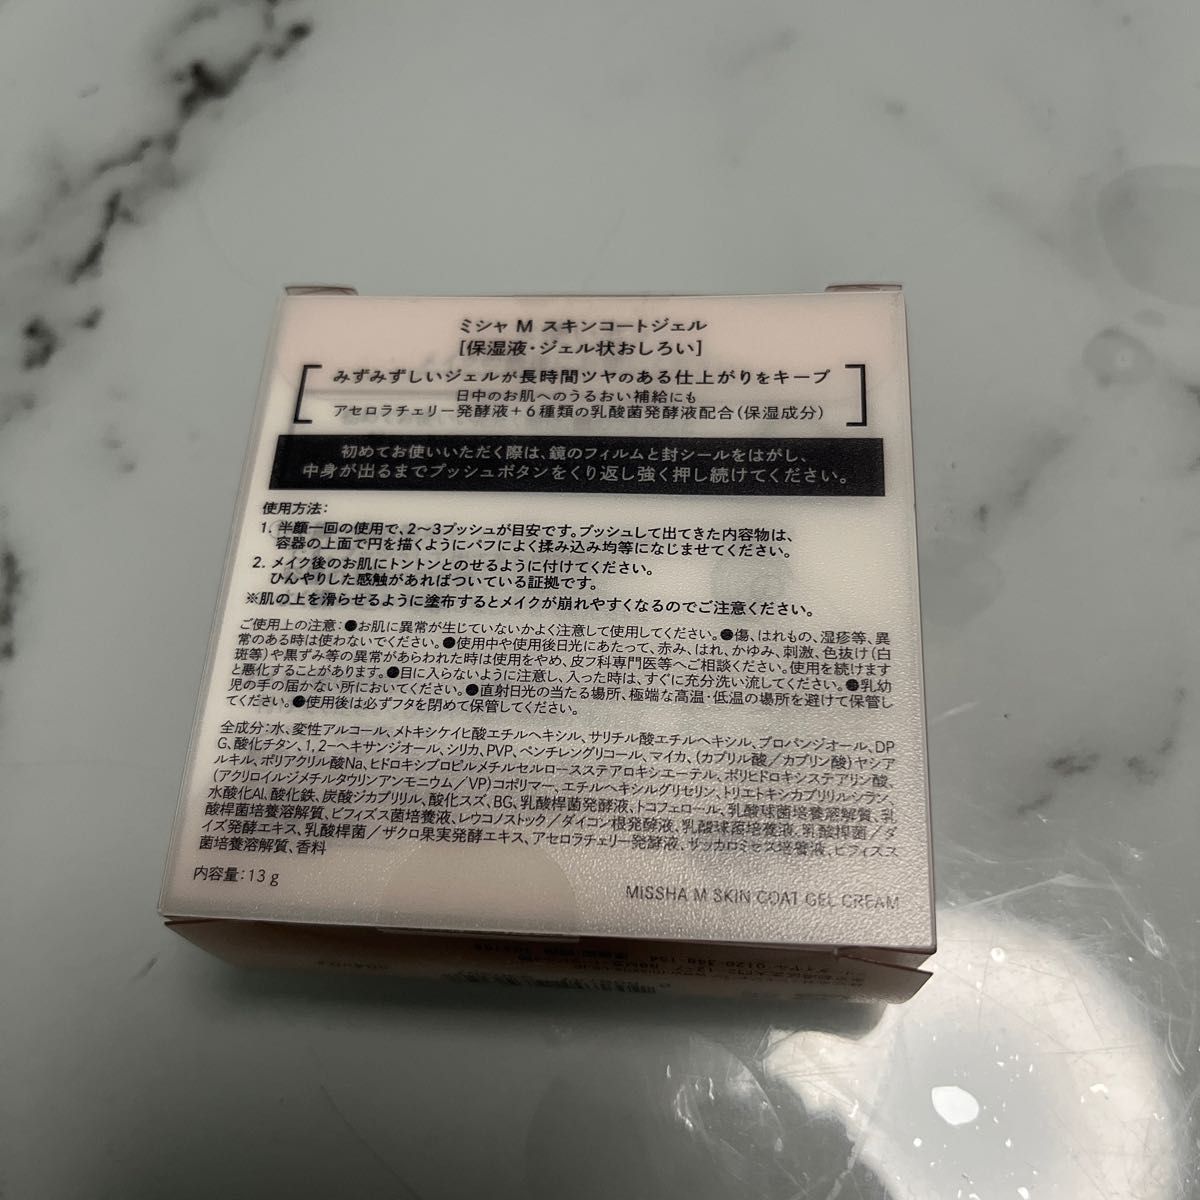 ミシャ M スキンコートジェル
[保湿液・ジェル状おしろい]
みずみずしいジェルが長時間ツヤのある仕上がりをキープ
日中のお肌へのうるおい補給にも
アセロラチェリー発酵液+6種類の乳酸菌発酵液配合(保湿成分)
初めてお使いいただく際は、鏡のフィルムと封シールをはがし、
中身が出るまでプッシュボタンをくり返し強く押し続けてください。
使用方法:
1. 半顔一回の使用で、2〜3プッシュが目安です。プッシュして出てきた内容物は、
容器の上面で円を描くようにパフによく揉み込み均等になじませてください。
2. メイク後のお肌にトントンとのせるように付けてください。
ひんやりした感触があればついている証拠です。
※肌の上を滑らせるように塗布するとメイクが崩れやすくなるのでご注意ください。
ご使用上の注意:●お肌に異常が生じていないかよく注意して使用してください。●傷、はれもの、湿疹等、異
常のある時は使わないでください。●使用中や使用後日光にあたって、赤み、はれ、かゆみ、刺激、色抜け(白
斑等)や黒ずみ等の異常があらわれた時は使用をやめ、皮フ科専門医等へご相談ください。使用を続けます
と悪化することがあります。●目に入らないように注意し、入った時は、すぐに充分洗い流してください。●乳幼
児の手の届かない所においてください。●直射日光の当たる場所、極端な高温・低温の場所を避けて保管し
てください。●使用後は必ずフタを閉めて保管してください。
全成分:水、変性アルコール、メトキシケイヒ酸エチルヘキシル、サリチル酸エチルヘキシル、プロパンジオール、DP
G、酸化チタン、1,2-ヘキサンジオール、シリカ、PVP、ペンチレングリコール、マイカ、(カプリル酸/カプリン酸)ヤシア
ルキル、ポリアクリル酸Na、ヒドロキシプロピルメチルセルロースステアロキシエーテル、ポリヒドロキシステアリン酸、
(アクリロイルジメチルタウリンアンモニウム/VP)コポリマー、エチルヘキシルグリセリン、トリエトキシカプリリルシラン、
水酸化Al、酸化鉄、炭酸ジカプリリル、酸化スズ、BG、乳酸桿菌発酵液、トコフェロール、乳酸球菌培養溶解質、乳
酸桿菌培養溶解質、ビフィズス菌培養液、レウコノストック/ダイコン根発酵液、乳酸球菌培養液、乳酸桿菌/ダ
イズ発酵エキス、乳酸桿菌/ザクロ果実発酵エキス、アセロラチェリー発酵液、サッカロミセス培養液、ビフィズス
菌培養溶解質、香料
内容量:13g
MISSHA M SKIN COAT GEL CREAM